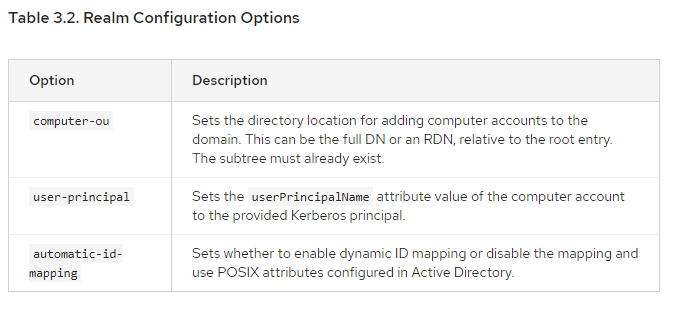 Table 3.2. Realm Configuration Options
Option
Description
computer-ou
Sets the directory location for adding computer accounts to the
domain. This can be the full DN or an RDN, relative to the root entry.
The subtree must already exist.
user-principal
Sets the userPrincipalName attribute value of the computer account
to the provided Kerberos principal.
automatic-id-
mapping
Sets whether to enable dynamic ID mapping or disable the mapping and
use POSIX attributes configured in Active Directory.